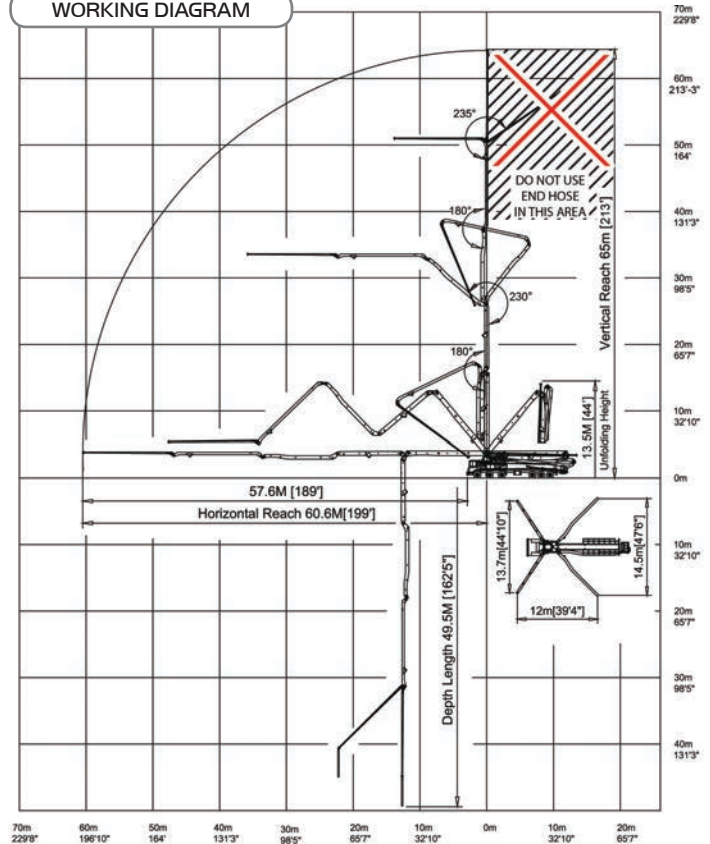 WORKING DIAGRAM
70m
229'8"
60m
213'-3"
50m
164'
40m
131'3"
30m
98'5"
20m
65'7"
10m
32'10"
0m
10m
32'10"
20m
65'7"
30m
98'5"
40m
131'3"
235°
DO NOT USE
END HOSE
IN THIS AREA
180°
230°
180°
Vertical Reach 65m [213']
13.5M [44']
Unfolding Height
57.6M [189']
Horizontal Reach 60.6M[199']
Depth Length 49.5M [162'5"]
13.7m[44'10"]
14.5m[47'6"]
12m[39'4"]
70m
229'8"
60m
196'10"
50m
164'
40m
131'3"
30m
98'5"
20m
65'7"
10m
32'10"
0m
10m
32'10"
20m
65'7"